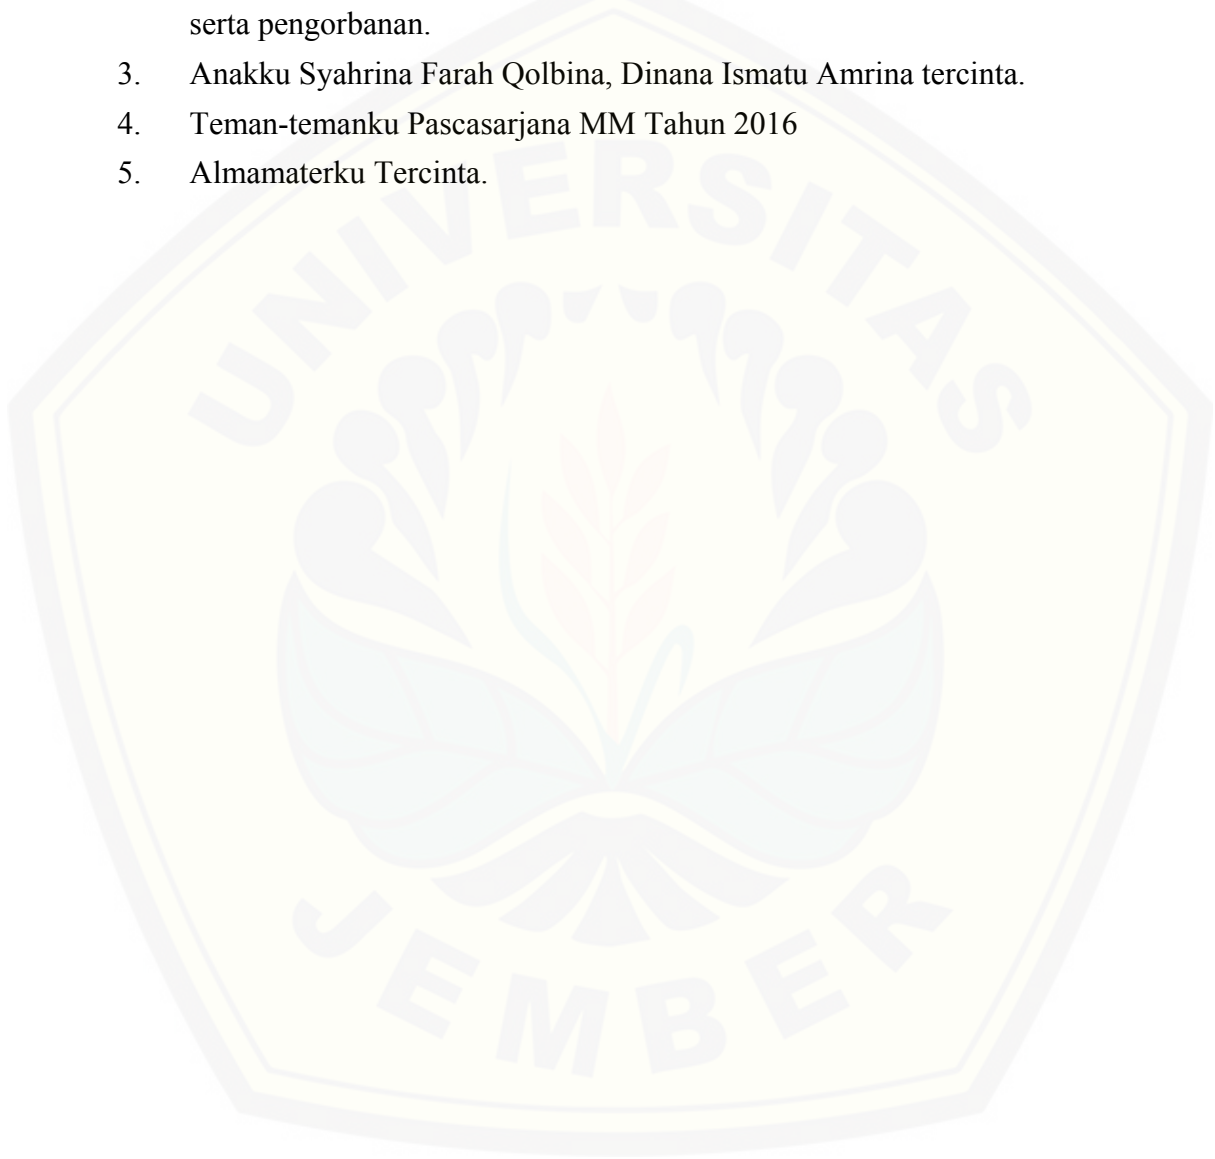 serta pengorbanan.
3. Anakku Syahrina Farah Qolbina, Dinana Ismatu Amrina tercinta.
4. Teman-temanku Pascasarjana MM Tahun 2016
5. Almamaterku Tercinta.
UNIVERSITAS
JEMBER